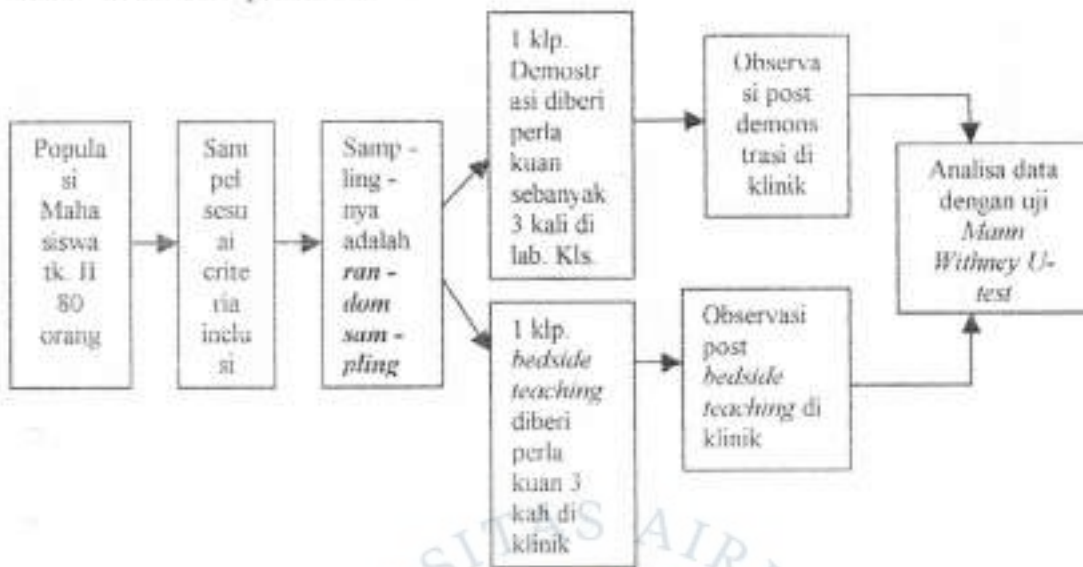 Popula
si
Maha
siswa
tk. II
80
orang
Sam
pel
sesu
ai
crite
ria
inclu
si
Samp -
ling -
nya
adalah
ran -
dom
sam -
pling
1 klp.
Demostr
asi diberi
perla
kuan
sebanyak
3 kali di
lab. Kls.
Observa
si post
demons
trasi di
klinik
1 klp.
bedside
teaching
diberi
perla
kuan 3
kali di
klinik
Observasi
post
bedside
teaching di
klinik
Analisa data
dengan uji
Mann
Withney U-
test
SITAS AIR